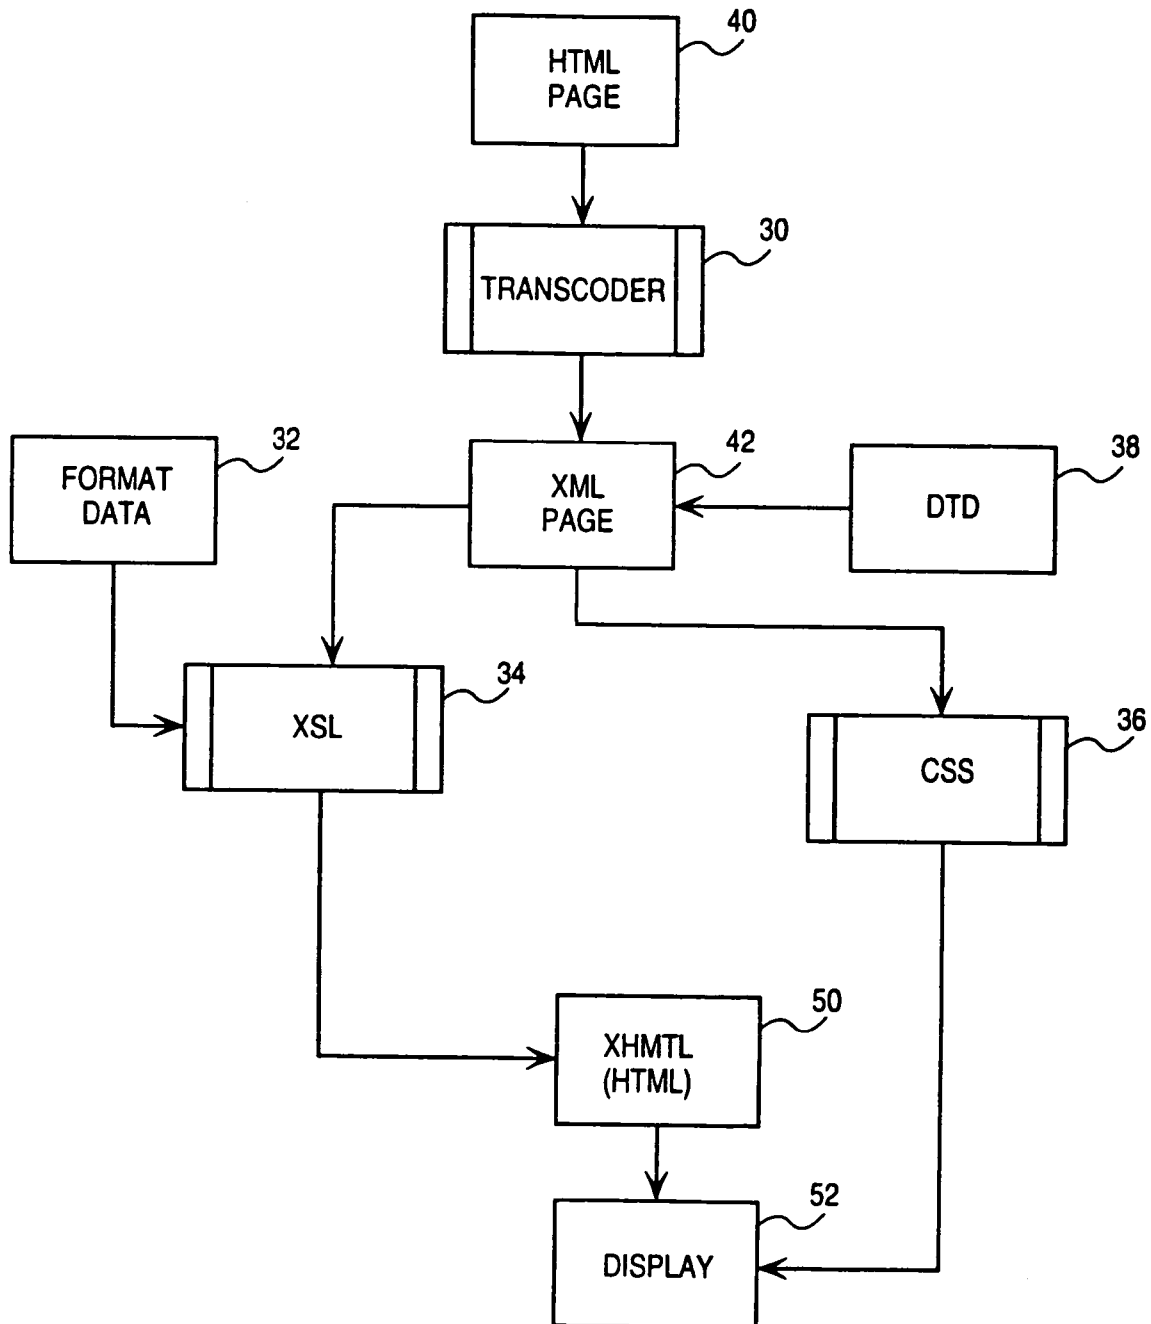 40
HTML
PAGE
30
TRANSCODER
32
FORMAT
DATA
42
XML
PAGE
38
DTD
34
XSL
36
CSS
50
XHMTL
(HTML)
52
DISPLAY